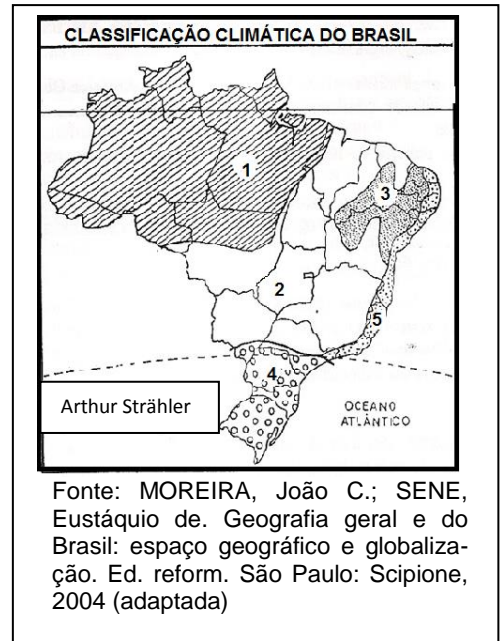 CLASSIFICAÇÃO CLIMÁTICA DO BRASIL
1
3
2
5
4
Arthur Strähler
OCEANO
ATLÂNTICO
Fonte: MOREIRA, João C.; SENE,
Eustáquio de. Geografia geral e do
Brasil: espaço geográfico e globaliza-
ção. Ed. reform. São Paulo: Scipione,
2004 (adaptada)